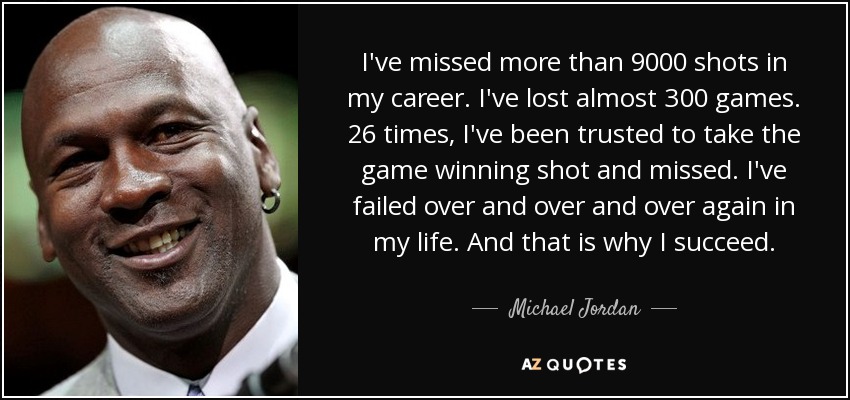 I've missed more than 9000 shots in
my career. I've lost almost 300 games.
26 times, I've been trusted to take the
game winning shot and missed. I've
failed over and over and over again in
my life. And that is why I succeed.
Michael Jordan
AZ QUOTES